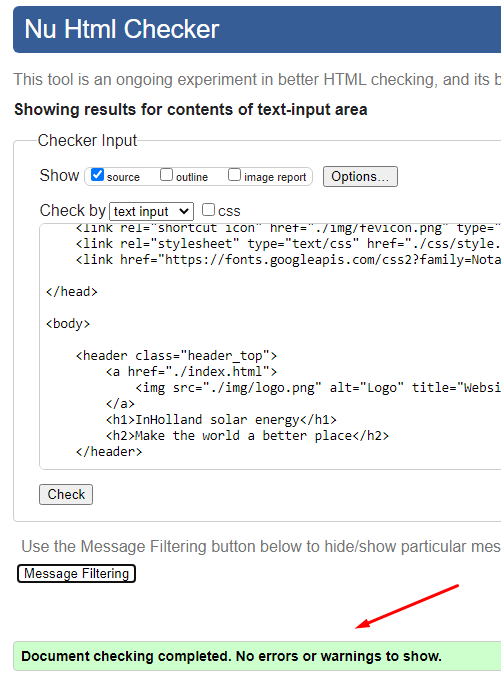 Nu Html Checker
This tool is an ongoing experiment in better HTML checking, and its b
Showing results for contents of text-input area
Checker Input
Show source outline image report Options...
Check by text input css
<link rel="shortcut icon" href="./img/fevicon.png" type="
<link rel="stylesheet" type="text/css" href="./css/style.
<link href="https://fonts.googleapis.com/css2?family=Nota
</head>
<body>
<header class="header_top">
<a href="./index.html">
<img src="./img/logo.png" alt="Logo" title="Websi
</a>
<h1>InHolland solar energy</h1>
<h2>Make the world a better place</h2>
</header>
Check
Use the Message Filtering button below to hide/show particular mes
Message Filtering
Document checking completed. No errors or warnings to show.